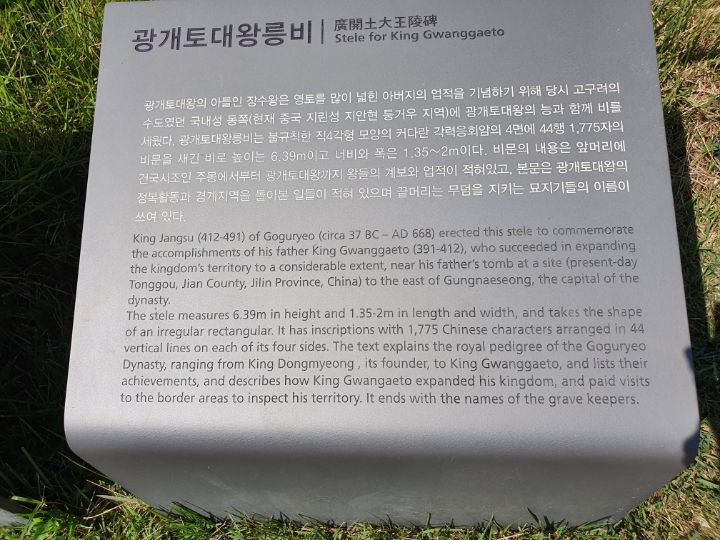 광개토대왕릉비 | 廣開土大王陵碑
Stele for King Gwanggaeto
광개토대왕의 아들인 장수왕은 영토를 많이 넓힌 아버지의 업적을 기념하기 위해 당시 고구려의
수도였던 국내성 동쪽(현재 중국 지린성 지안현 퉁거우 지역)에 광개토대왕의 능과 함께 비를
세웠다. 광개토대왕릉비는 불규칙한 직4각형 모양의 커다란 각력응회암의 4면에 44행 1,775자의
비문을 새긴 비로 높이는 6.39m이고 너비와 폭은 1.35~2m이다. 비문의 내용은 앞머리에
건국시조인 주몽에서부터 광개토대왕까지 왕들의 계보와 업적이 적혀있고, 본문은 광개토대왕의
정복활동과 경계지역을 돌아본 일들이 적혀 있으며 끝머리는 무덤을 지키는 묘지기들의 이름이
쓰여 있다.
King Jangsu (412-491) of Goguryeo (circa 37 BC – AD 668) erected this stele to commemorate
the accomplishments of his father King Gwanggaeto (391-412), who succeeded in expanding
the kingdom's territory to a considerable extent, near his father's tomb at a site (present-day
Tonggou, Jian County, Jilin Province, China) to the east of Gungnaeseong, the capital of the
dynasty.
The stele measures 6.39m in height and 1.35-2m in length and width, and takes the shape
of an irregular rectangular. It has inscriptions with 1,775 Chinese characters arranged in 44
vertical lines on each of its four sides. The text explains the royal pedigree of the Goguryeo
Dynasty, ranging from King Dongmyeong , its founder, to King Gwanggaeto, and lists their
achievements, and describes how King Gwangaeto expanded his kingdom, and paid visits
to the border areas to inspect his territory. It ends with the names of the grave keepers.